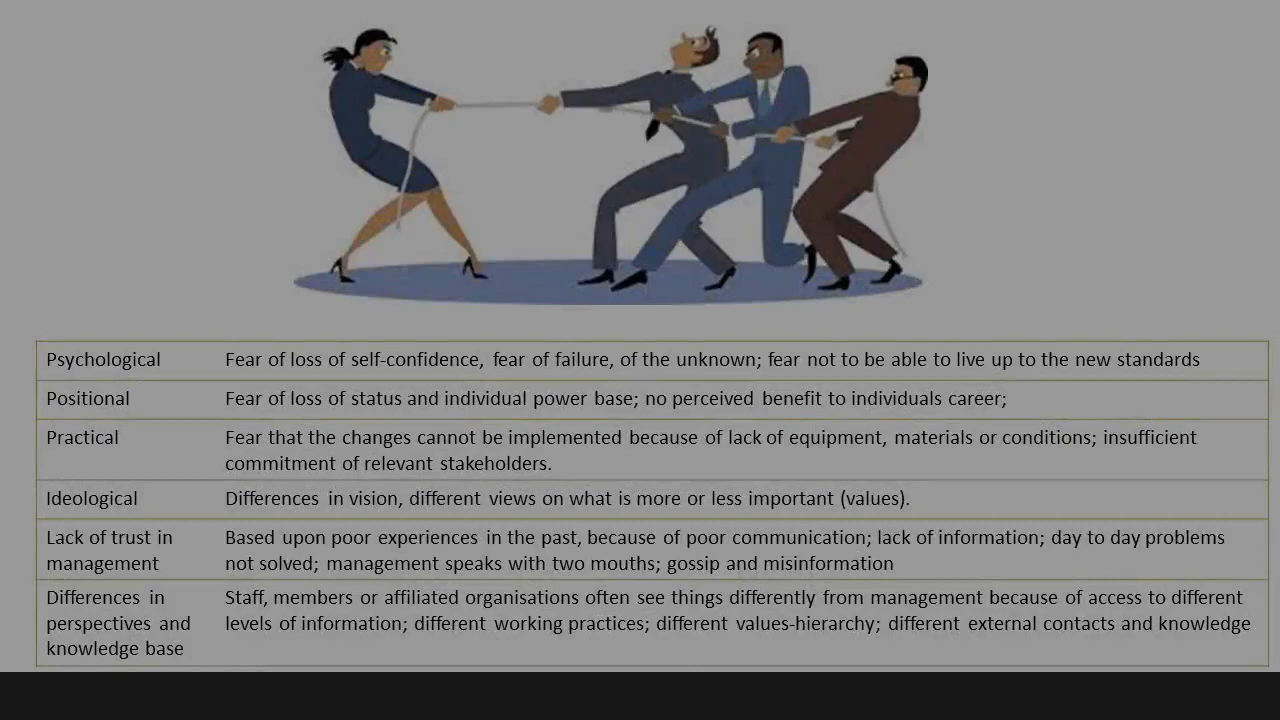 Psychological Fear of loss of self-confidence, fear of failure, of the unknown; fear not to be able to live up to the new standards
Positional Fear of loss of status and individual power base; no perceived benefit to individuals career;
Practical Fear that the changes cannot be implemented because of lack of equipment, materials or conditions; insufficient
commitment of relevant stakeholders.
Ideological Differences in vision, different views on what is more or less important (values).
Lack of trust in Based upon poor experiences in the past, because of poor communication; lack of information; day to day problems
management not solved; management speaks with two mouths; gossip and misinformation
Differences in Staff, members or affiliated organisations often see things differently from management because of access to different
perspectives and levels of information; different working practices; different values-hierarchy; different external contacts and knowledge
knowledge base